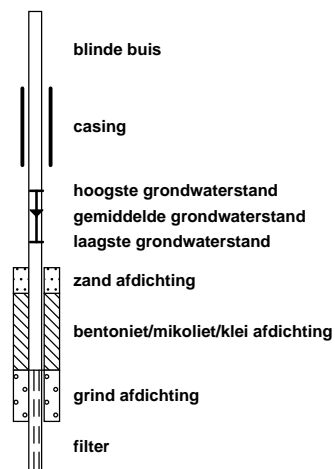 blinde buis
casing
hoogste grondwaterstand
gemiddelde grondwaterstand
laagste grondwaterstand
zand afdichting
bentoniet/mikoliet/klei afdichting
grind afdichting
filter